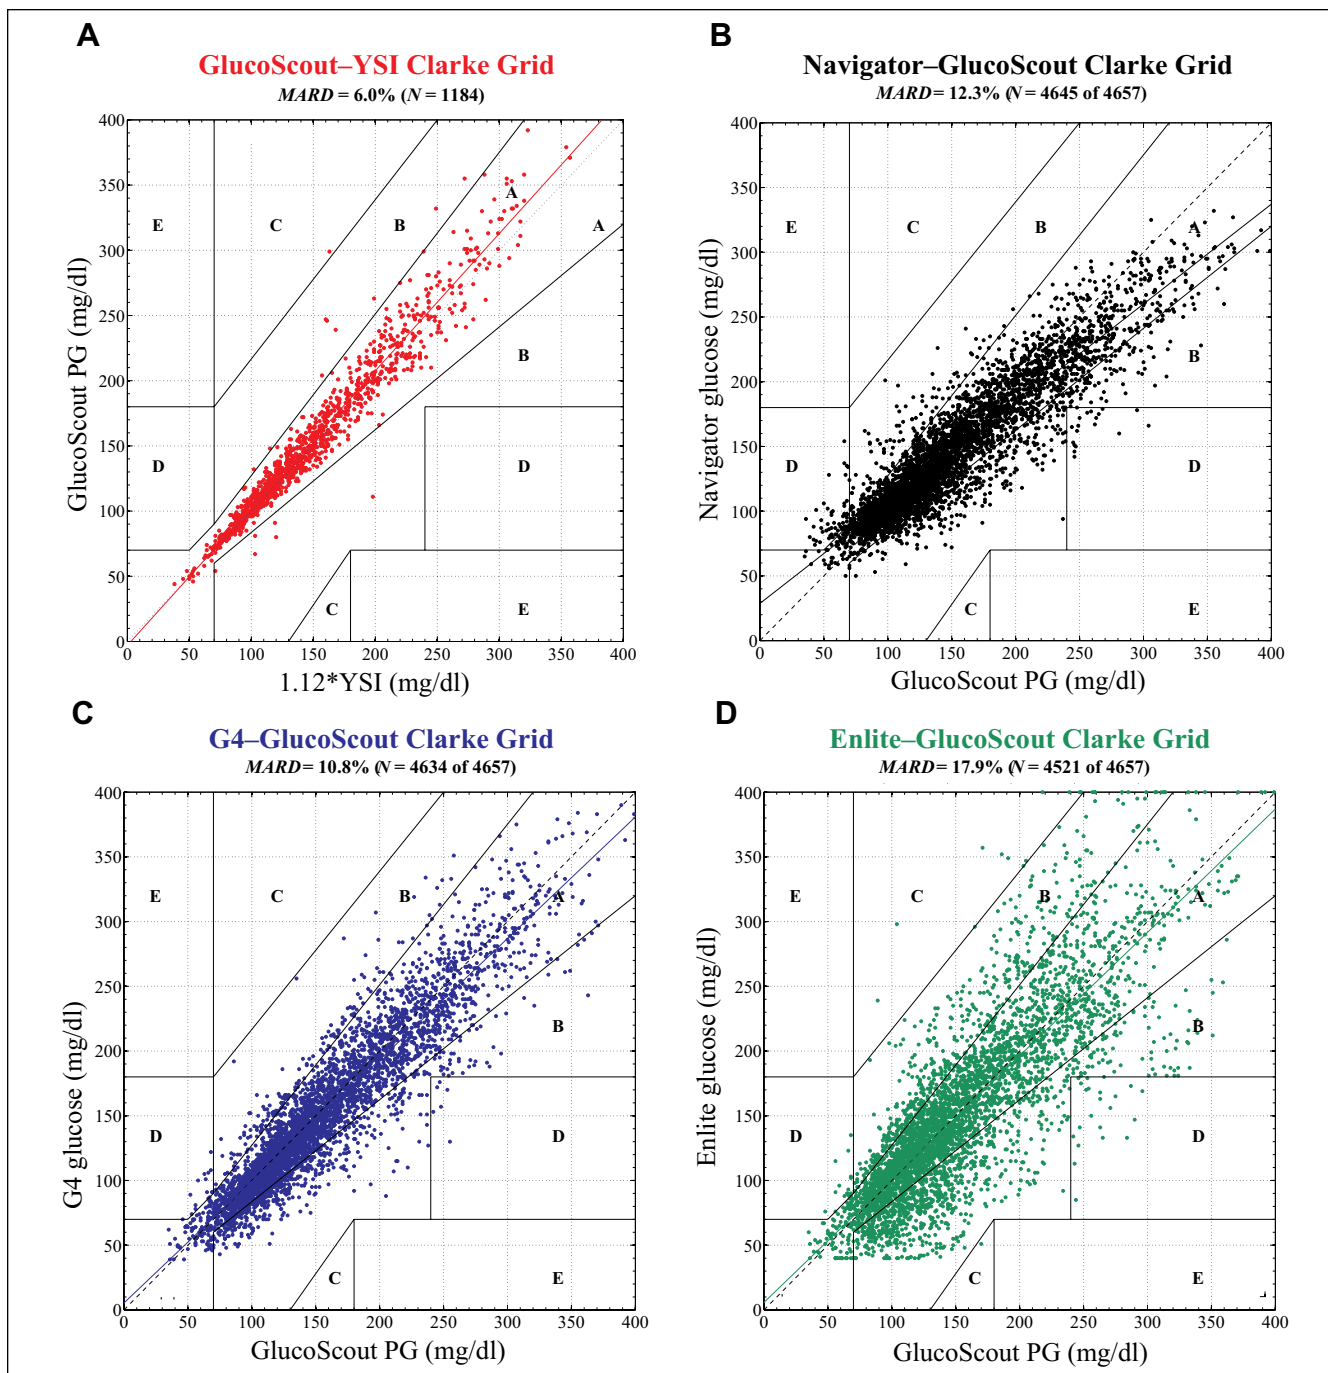 A
GlucoScout–YSI Clarke Grid
MARD = 6.0% (N = 1184)
400
350
300
250
200
150
100
50
0
GlucoScout PG (mg/dl)
E
C
B
A
A
B
D
D
C
E
0 50 100 150 200 250 300 350 400
1.12*YSI (mg/dl)
B
Navigator–GlucoScout Clarke Grid
MARD = 12.3% (N = 4645 of 4657)
400
350
300
250
200
150
100
50
0
Navigator glucose (mg/dl)
E
C
B
A
B
D
D
C
E
0 50 100 150 200 250 300 350 400
GlucoScout PG (mg/dl)
C
G4–GlucoScout Clarke Grid
MARD = 10.8% (N = 4634 of 4657)
400
350
300
250
200
150
100
50
0
G4 glucose (mg/dl)
E
C
B
A
B
D
D
C
E
0 50 100 150 200 250 300 350 400
GlucoScout PG (mg/dl)
D
Enlite–GlucoScout Clarke Grid
MARD = 17.9% (N = 4521 of 4657)
400
350
300
250
200
150
100
50
0
Enlite glucose (mg/dl)
E
C
B
A
B
D
D
C
E
0 50 100 150 200 250 300 350 400
GlucoScout PG (mg/dl)